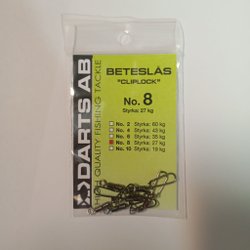 DARTS AB
HIGH QUALITY FISHING TACKLE
BETESLÅS
"CLIPLOCK"
No. 8
Styrka: 27 kg
No. 2 Styrka: 60 kg
No. 4 Styrka: 43 kg
No. 6 Styrka: 35 kg
No. 8 Styrka: 27 kg
No. 10 Styrka: 19 kg